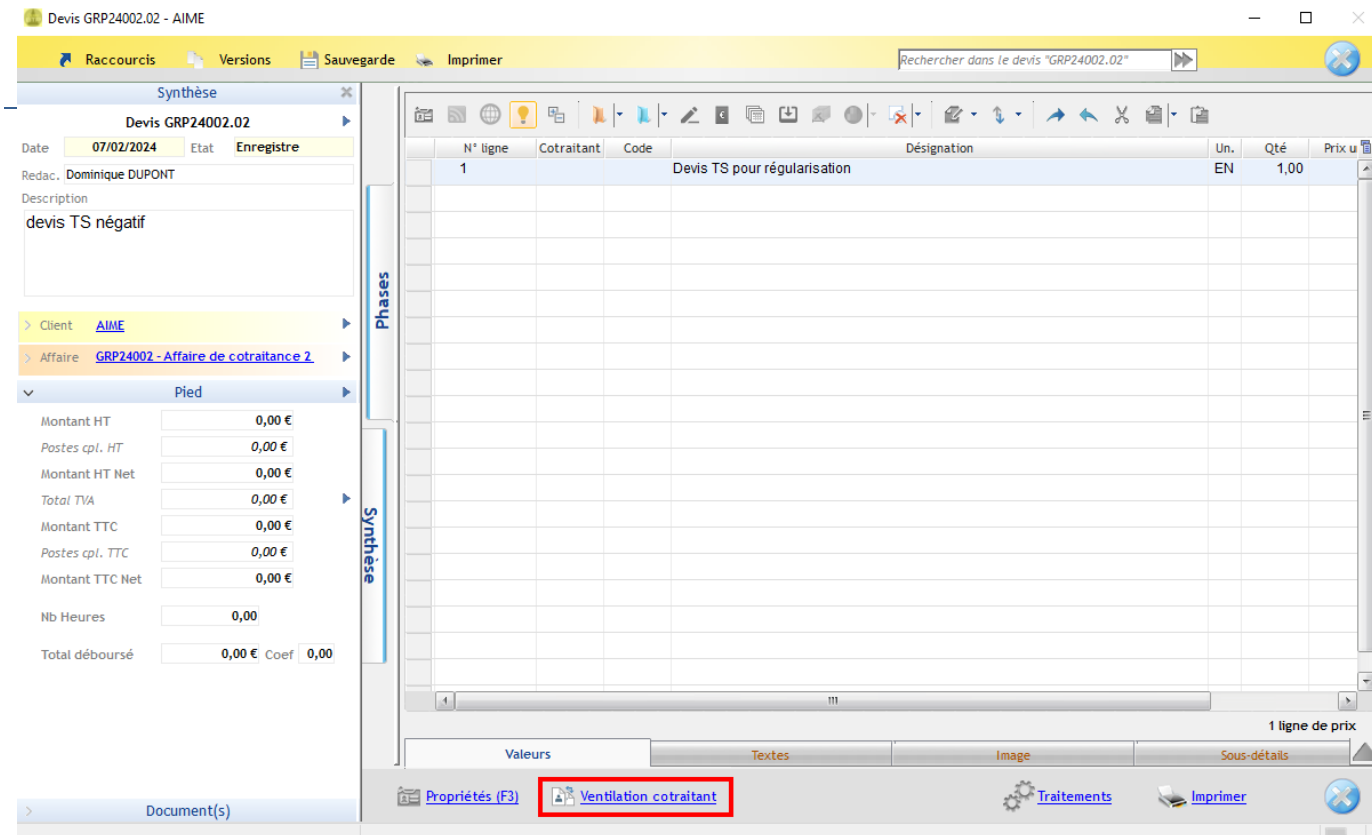 Devis GRP24002.02 - AIME
Raccourcis Versions Sauvegarde Imprimer Rechercher dans le devis "GRP24002.02"
Synthèse
Devis GRP24002.02
Date 07/02/2024 Etat Enregistre
Redac. Dominique DUPONT
Description
devis TS négatif
Client AIME
Affaire GRP24002 - Affaire de cotraitance 2
Pied
Montant HT 0,00 €
Postes cpl. HT 0,00 €
Montant HT Net 0,00 €
Total TVA 0,00 €
Montant TTC 0,00 €
Postes cpl. TTC 0,00 €
Montant TTC Net 0,00 €
Nb Heures 0,00
Total déboursé 0,00 € Coef 0,00
Document(s)
Phases
Synthèse
N° ligne Cotraitant Code Désignation Un. Qté Prix u
1 Devis TS pour régularisation EN 1,00
1 ligne de prix
Valeurs Textes Image Sous-détails
Propriétés (F3) Ventilation cotraitant Traitements Imprimer